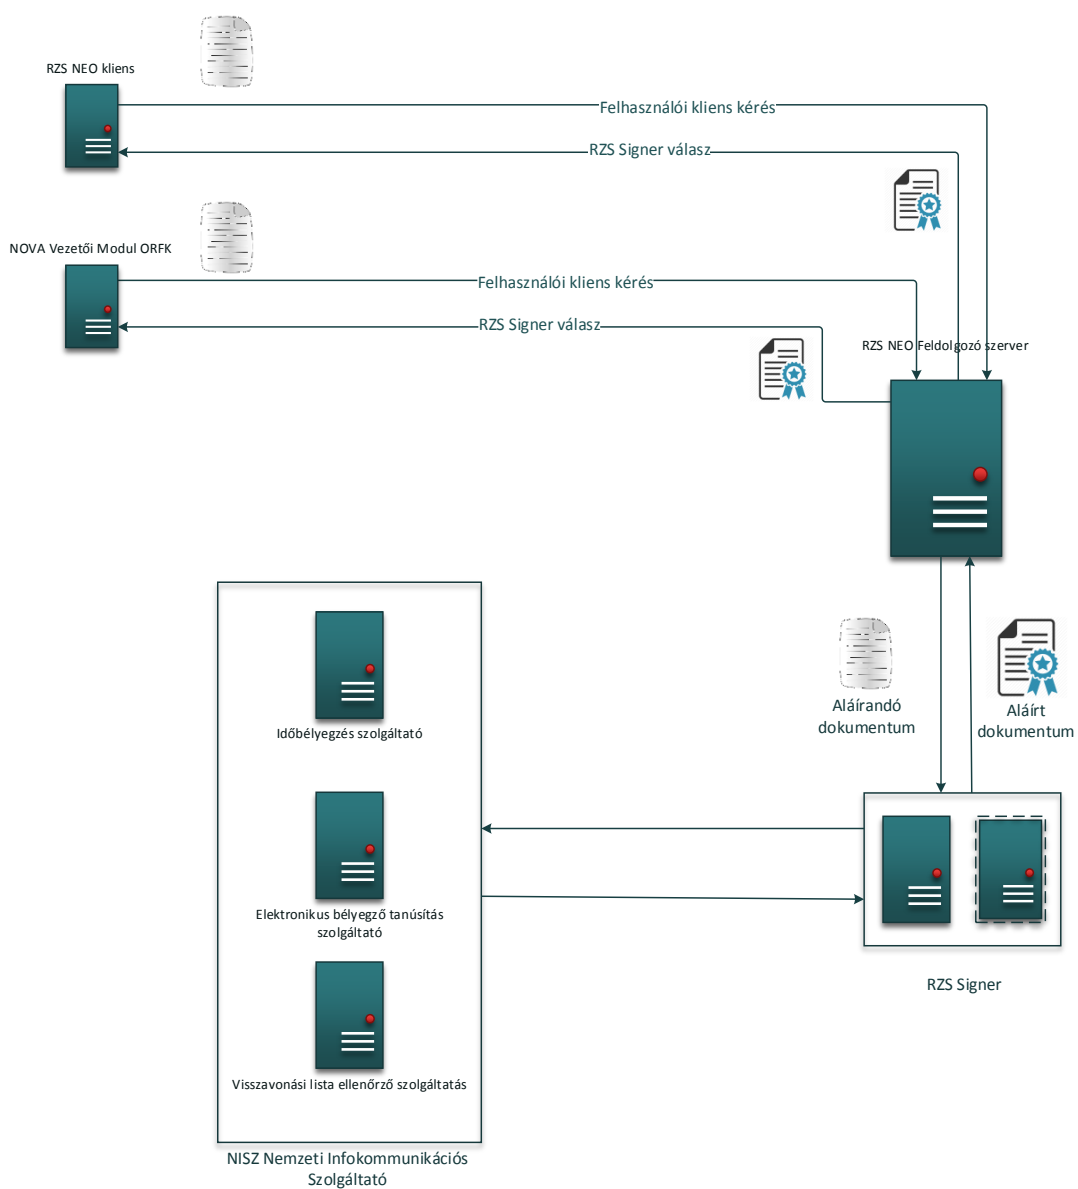 RZS NEO kliens
Felhasználói kliens kérés
RZS Signer válasz
NOVA Vezetői Modul ORFK
Felhasználói kliens kérés
RZS Signer válasz
RZS NEO Feldolgozó szerver
Aláírandó
dokumentum
Aláírt
dokumentum
Időbélyegzés szolgáltató
Elektronikus bélyegző tanúsítás
szolgáltató
RZS Signer
Visszavonási lista ellenőrző szolgáltatás
NISZ Nemzeti Infokommunikációs
Szolgáltató